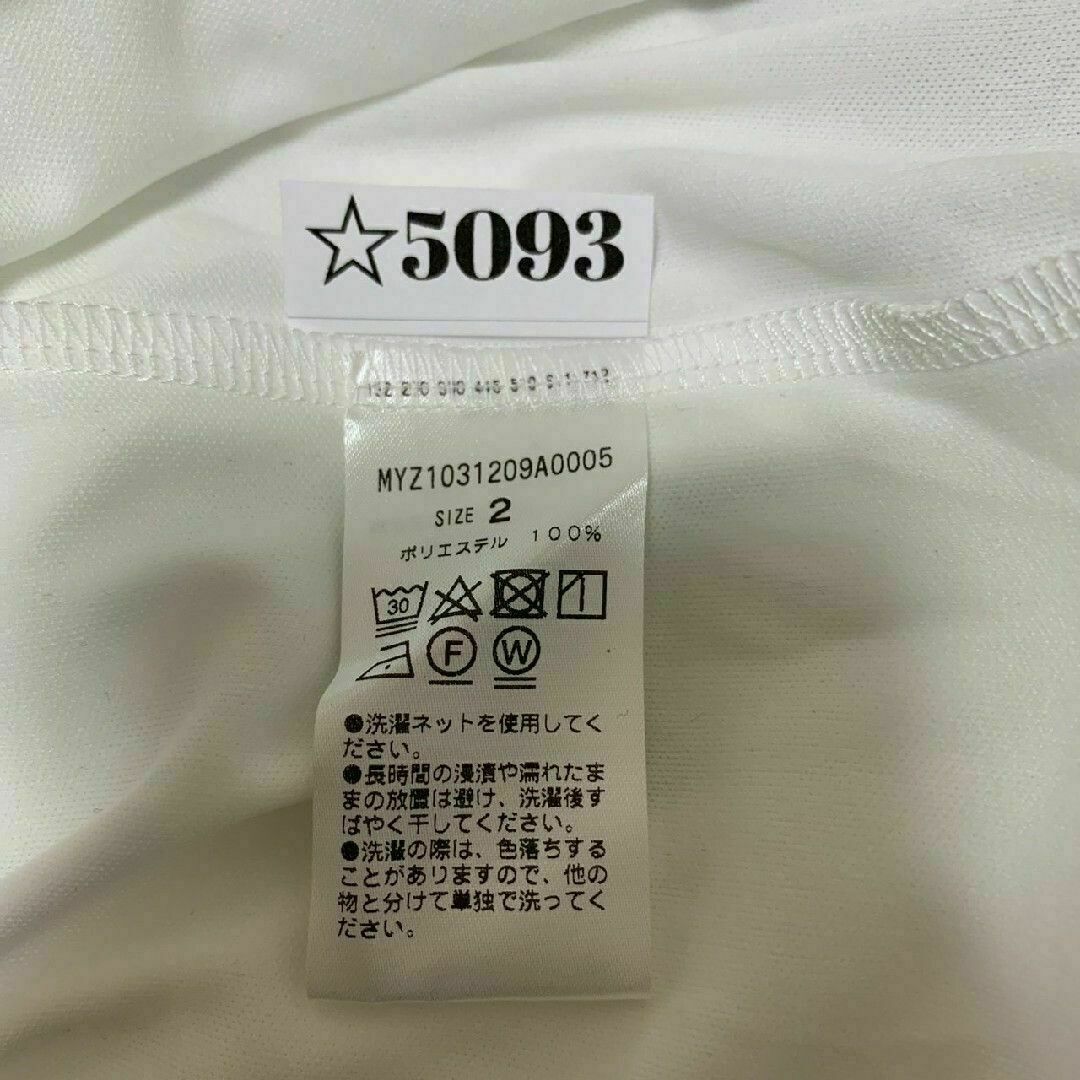 ☆5093
MYZ1031209A0005
SIZE 2
ポリエステル 100%
30
F W
●洗濯ネットを使用してく
ださい。
●長時間の浸漬や濡れたま
まの放置は避け、洗濯後す
ばやく干してください。
●洗濯の際は、色落ちする
ことがありますので、他の
物と分けて単独で洗ってく
ださい。